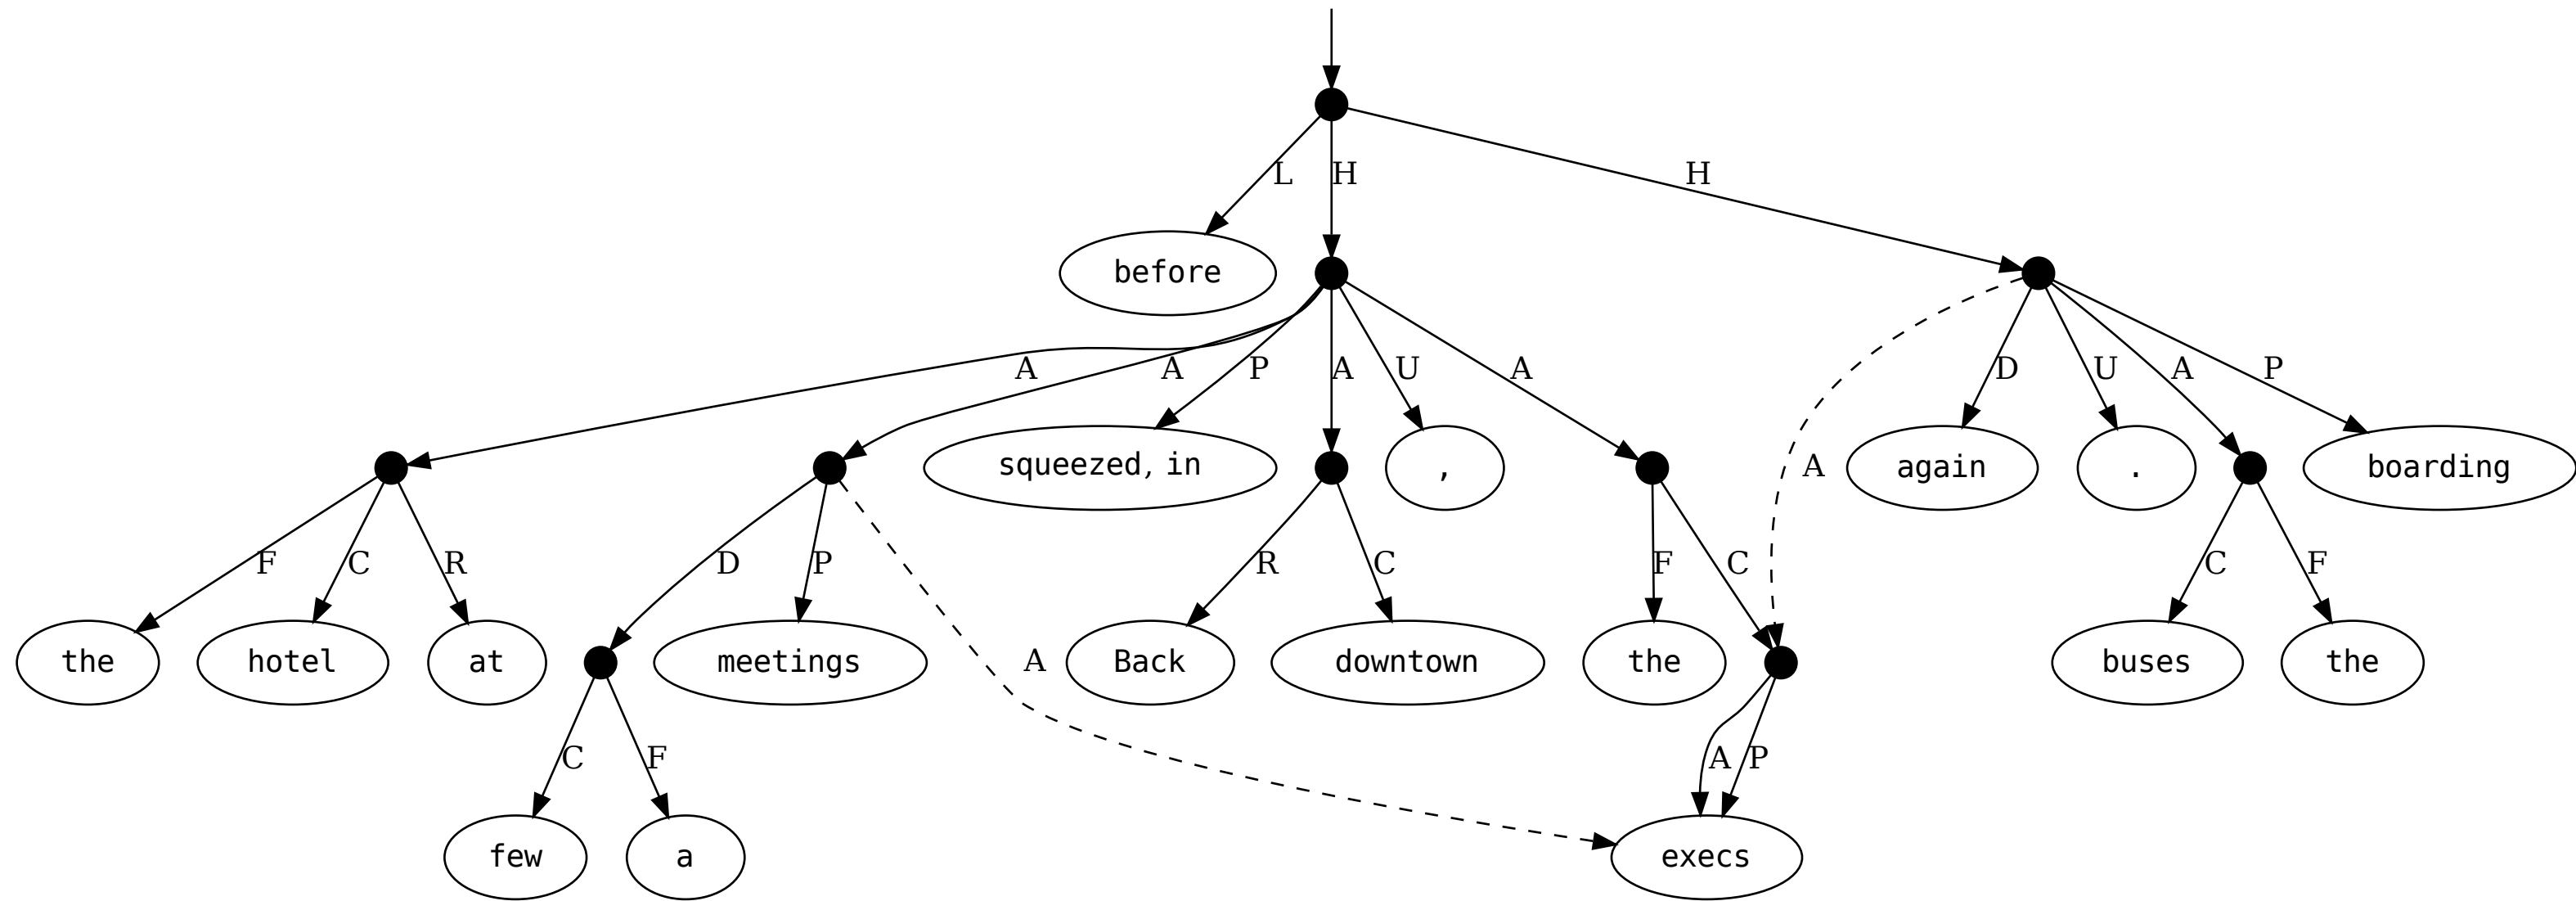 L H H
before
A A P A U A A D U A P
squeezed, in , again . boarding
F C R D P A R C F C C F
the hotel at meetings Back downtown the buses the
C F A P
few a execs